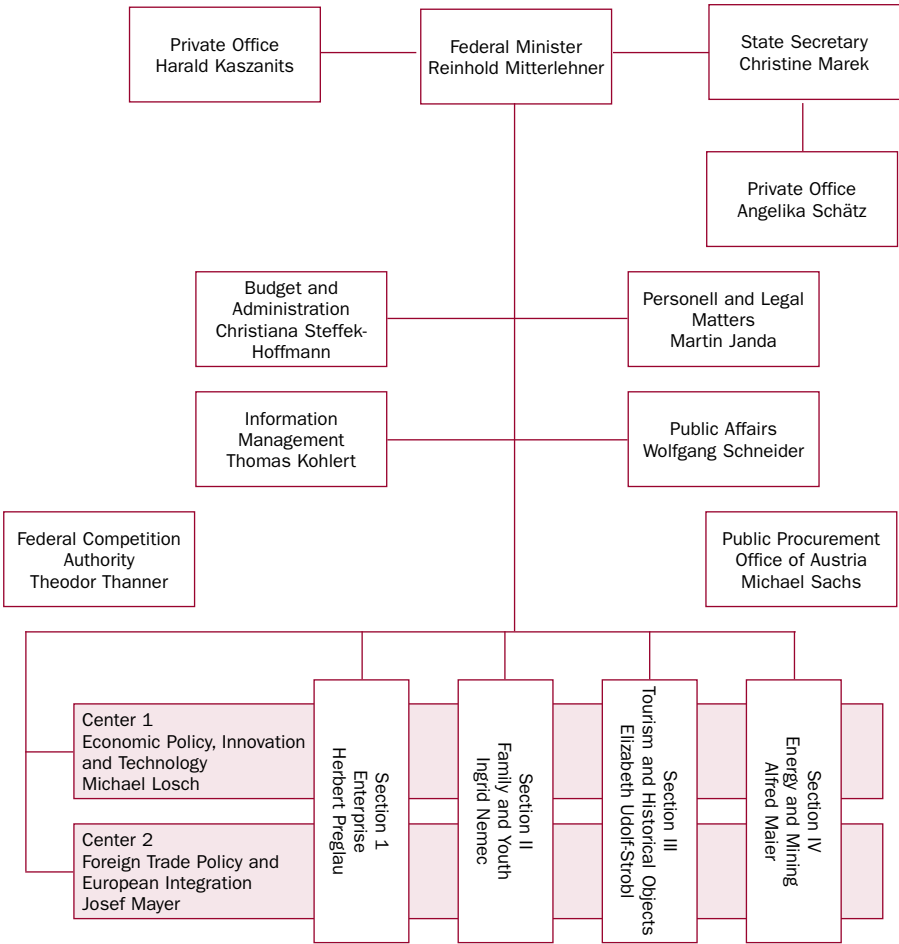 Private Office
Harald Kaszanits
Federal Minister
Reinhold Mitterlehner
State Secretary
Christine Marek
Private Office
Angelika Schätz
Budget and
Administration
Christiana Steffek-
Hoffmann
Personell and Legal
Matters
Martin Janda
Information
Management
Thomas Kohlert
Public Affairs
Wolfgang Schneider
Federal Competition
Authority
Theodor Thanner
Public Procurement
Office of Austria
Michael Sachs
Center 1
Economic Policy, Innovation
and Technology
Michael Losch
Center 2
Foreign Trade Policy and
European Integration
Josef Mayer
Section 1
Enterprise
Herbert Preglau
Section II
Family and Youth
Ingrid Nemec
Section III
Tourism and Historical Objects
Elizabeth Udolf-Strobl
Section IV
Energy and Mining
Alfred Maier